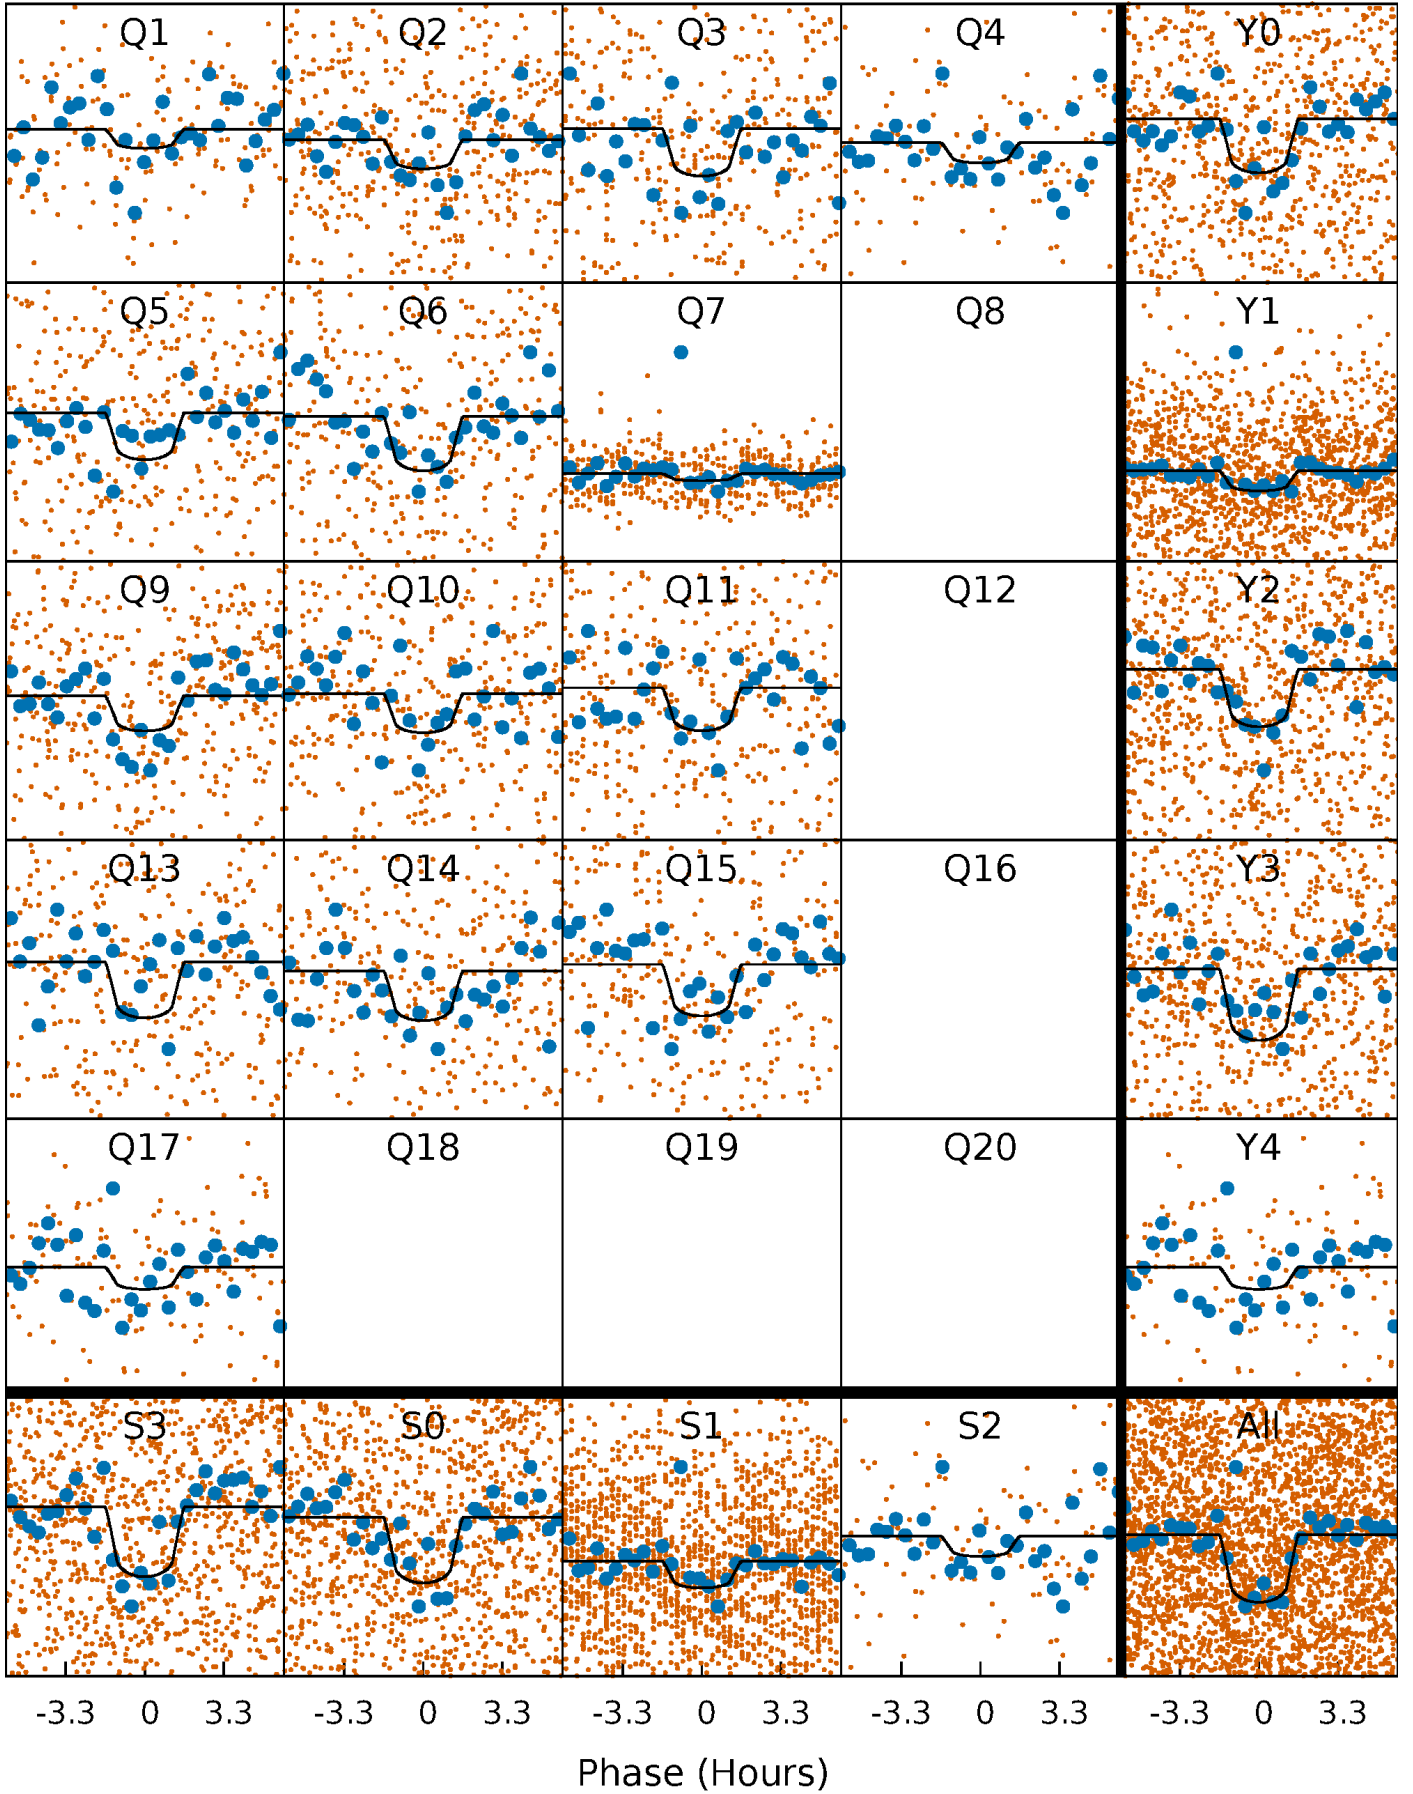 Q1 Q2 Q3 Q4 Y0
Q5 Q6 Q7 Q8 Y1
Q9 Q10 Q11 Q12 Y2
Q13 Q14 Q15 Q16 Y3
Q17 Q18 Q19 Q20 Y4
S3 S0 S1 S2 All
-3.3 0 3.3 -3.3 0 3.3 -3.3 0 3.3 -3.3 0 3.3 -3.3 0 3.3
Phase (Hours)